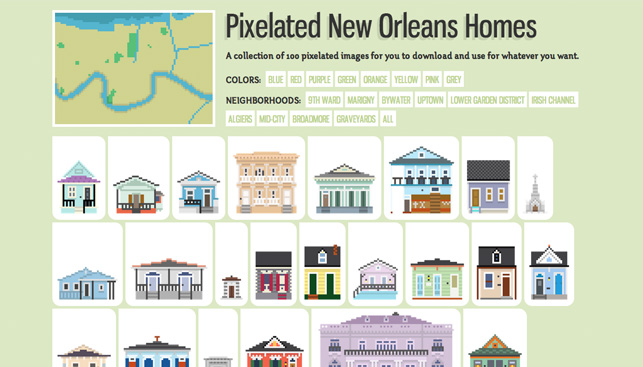 Pixelated New Orleans Homes
A collection of 100 pixelated images for you to download and use for whatever you want.
COLORS: BLUE RED PURPLE GREEN ORANGE YELLOW PINK GREY
NEIGHBORHOODS: 9TH WARD MARIGNY BYWATER UPTOWN LOWER GARDEN DISTRICT IRISH CHANNEL
ALGIERS MID-CITY BROADMORE GRAVEYARDS ALL